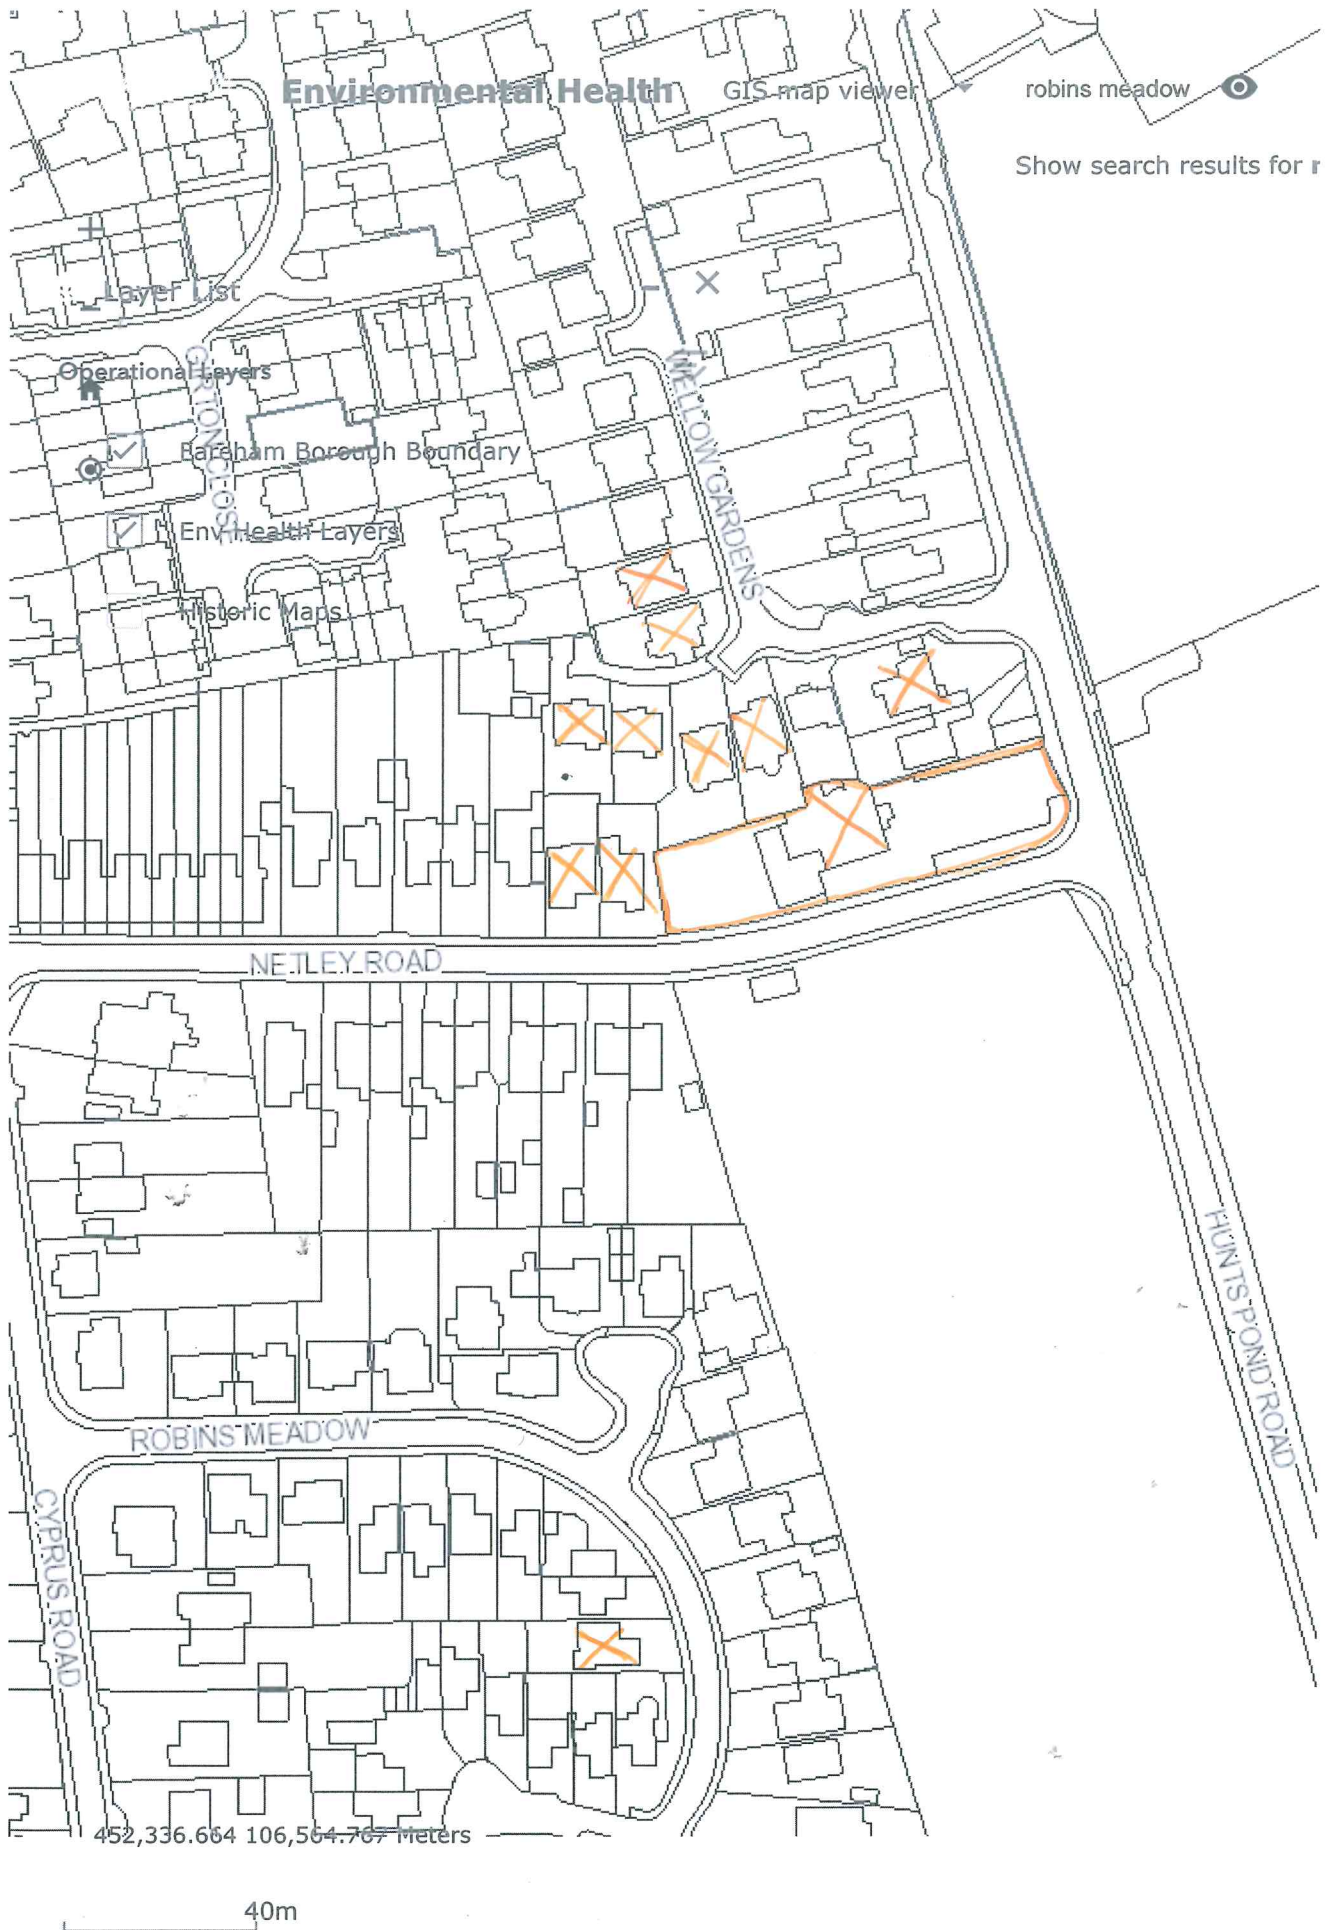 Environmental Health
GIS map viewer
robins meadow
Show search results for r
Layer List
Operational Layers
Fareham Borough Boundary
Env Health Layers
Historic Maps
GIRTON CLOSE
WELLOW GARDENS
NETLEY ROAD
HUNTS POND ROAD
ROBINS MEADOW
CYPRUS ROAD
452,336.664 106,564.767 Meters
40m